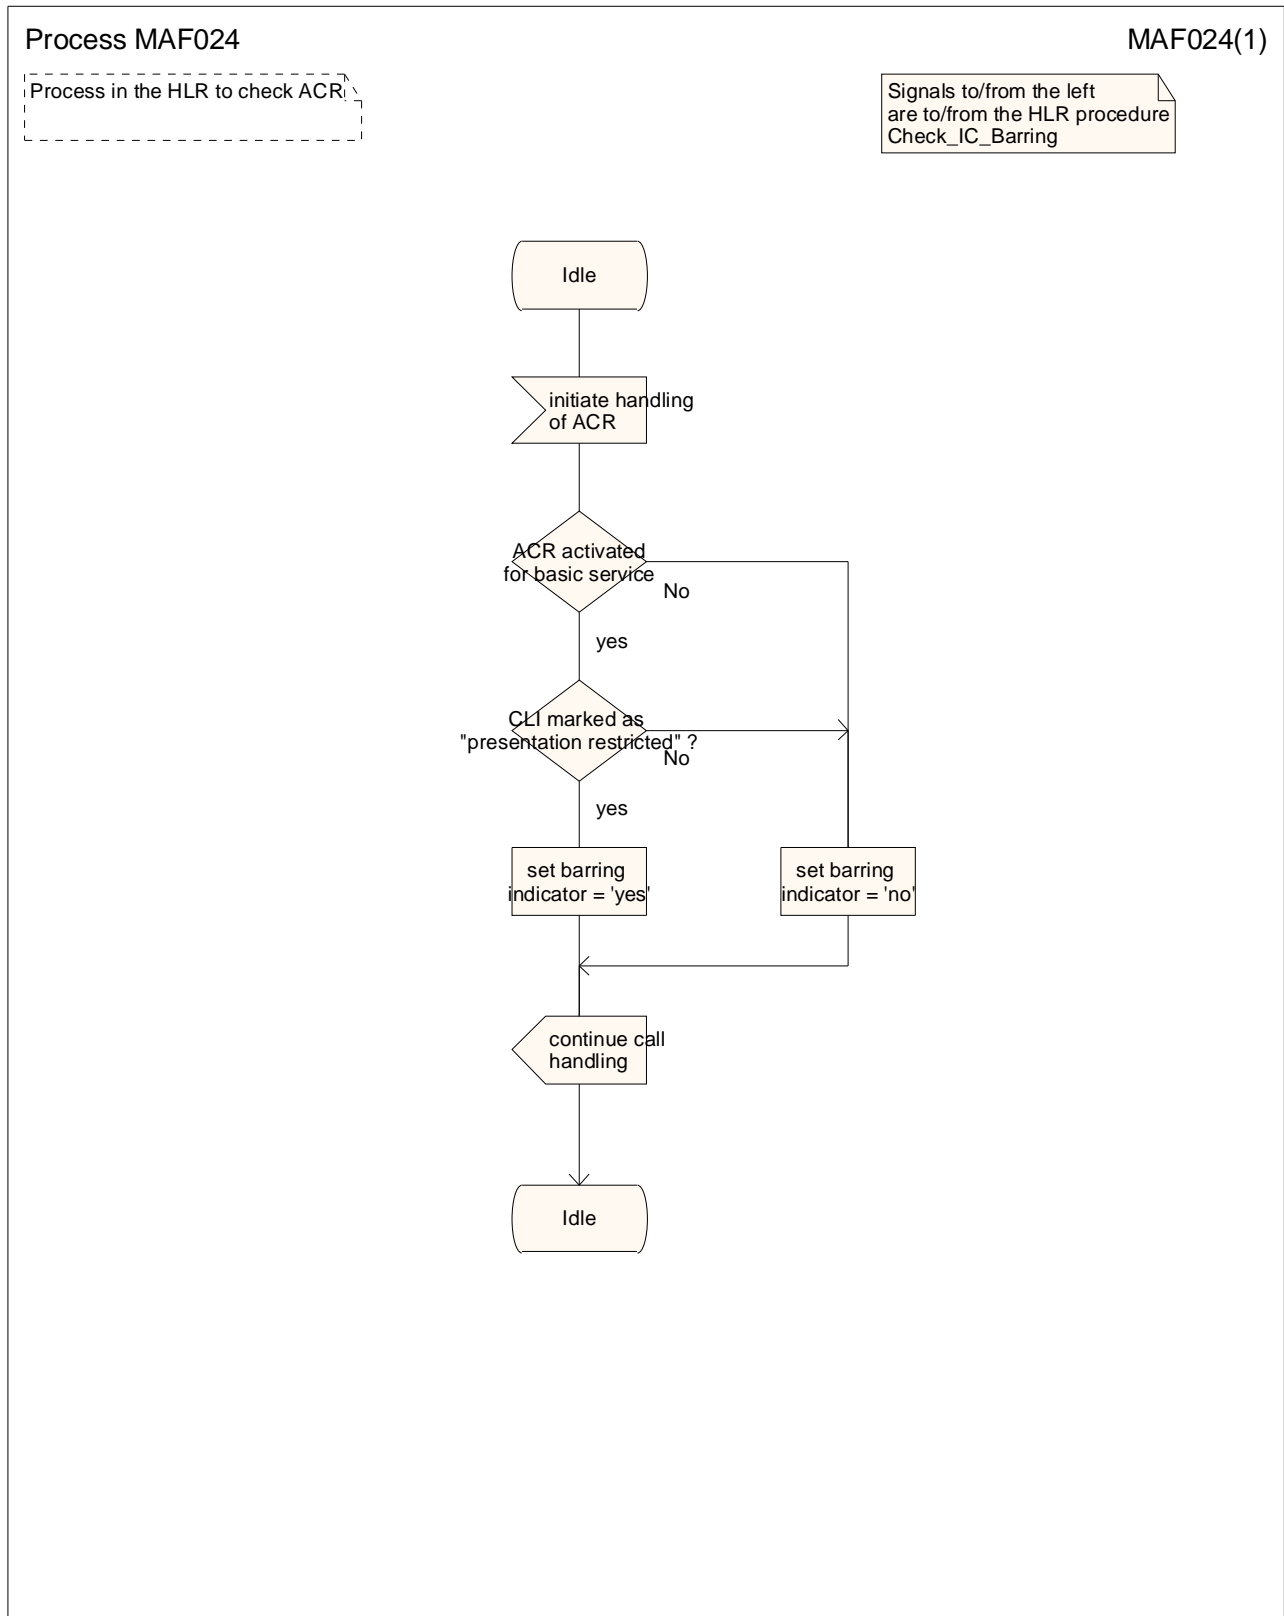 Process MAF024
MAF024(1)
Process in the HLR to check ACR
Signals to/from the left
are to/from the HLR procedure
Check_IC_Barring
Idle
initiate handling
of ACR
ACR activated
for basic service
No
yes
CLI marked as
"presentation restricted" ?
No
yes
set barring
indicator = 'yes'
set barring
indicator = 'no'
continue call
handling
Idle